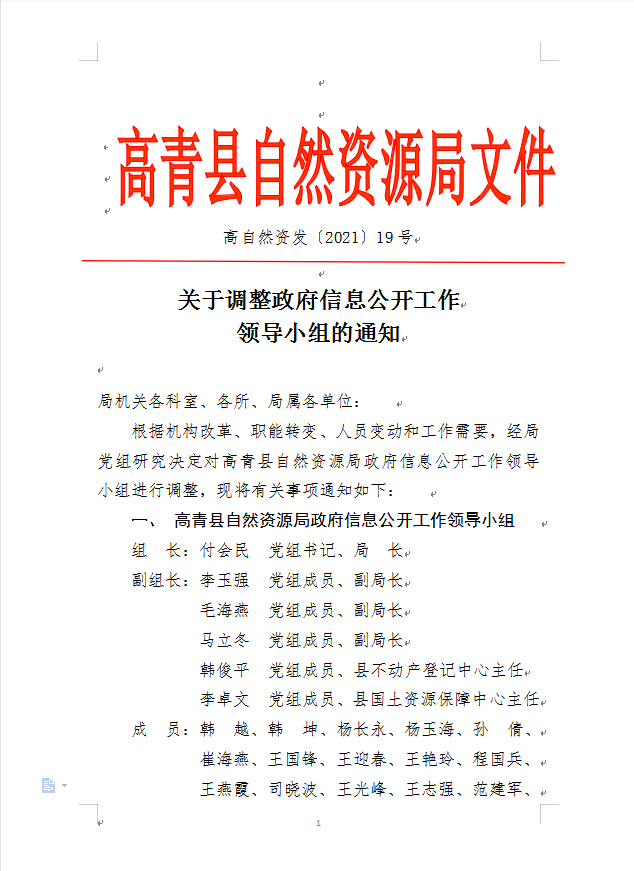 高青县自然资源局文件
高自然资发〔2021〕19号
关于调整政府信息公开工作
领导小组的通知
局机关各科室、各所、局属各单位：
根据机构改革、职能转变、人员变动和工作需要，经局
党组研究决定对高青县自然资源局政府信息公开工作领导
小组进行调整，现将有关事项通知如下：
一、 高青县自然资源局政府信息公开工作领导小组
组　长：付会民　党组书记、局　长
副组长：李玉强　党组成员、副局长
毛海燕　党组成员、副局长
马立冬　党组成员、副局长
韩俊平　党组成员、县不动产登记中心主任
李卓文　党组成员、县国土资源保障中心主任
成　员：韩　越、韩　坤、杨长永、杨玉海、孙　倩、
崔海燕、王国锋、王迎春、王艳玲、程国兵、
王燕霞、司晓波、王光峰、王志强、范建军、
1